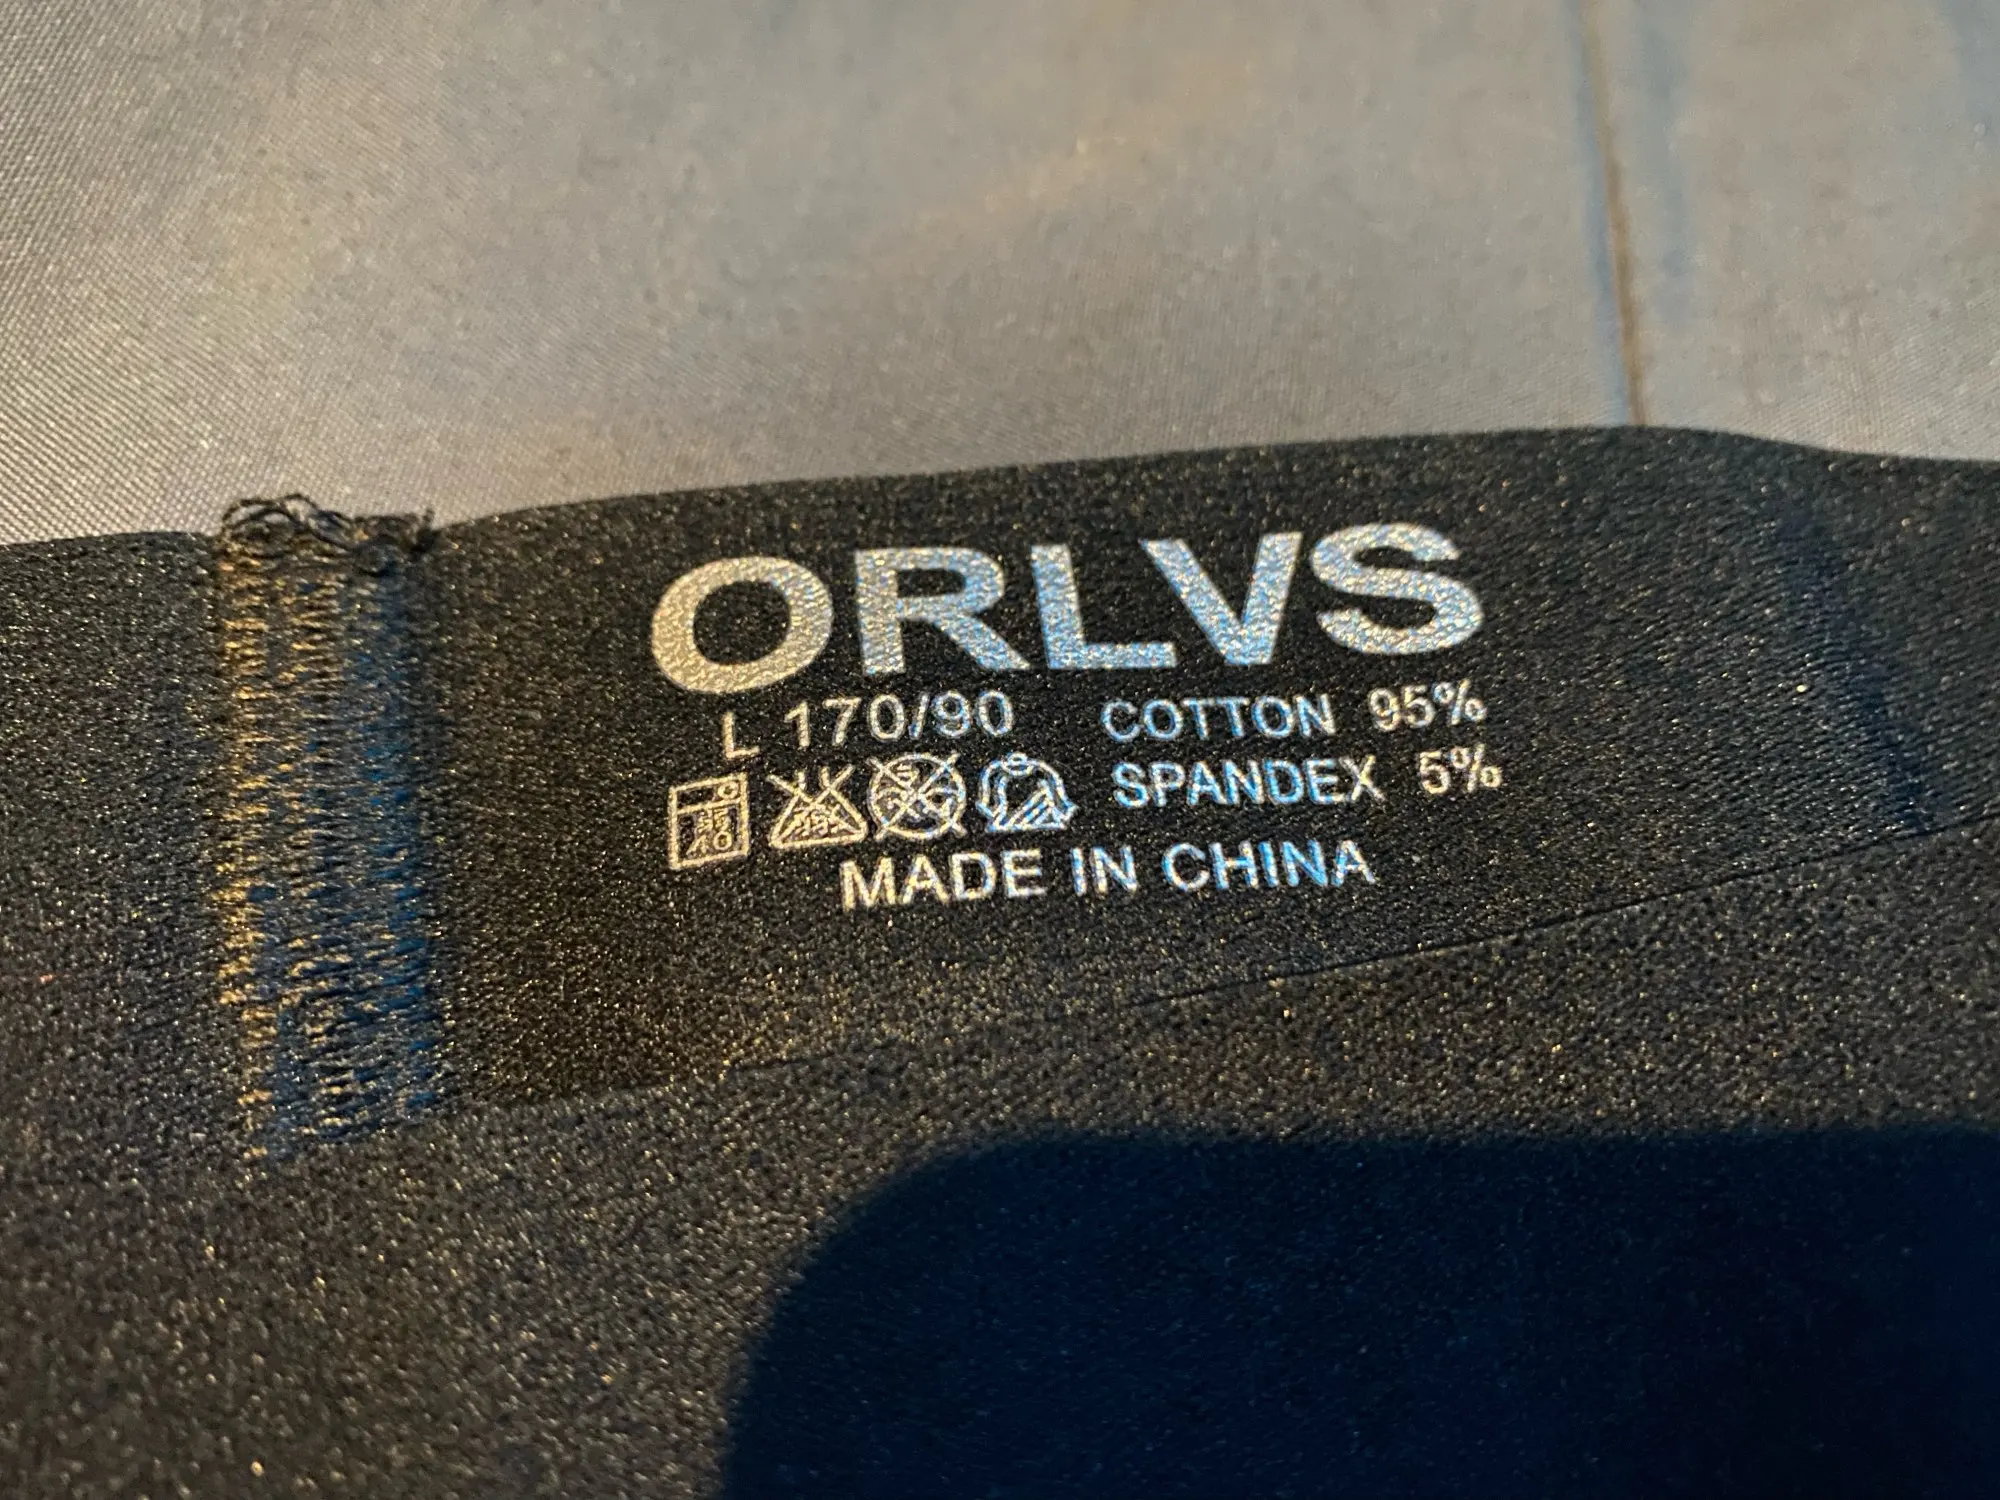 ORLVS
L 170/90 COTTON 95%
SPANDEX 5%
MADE IN CHINA